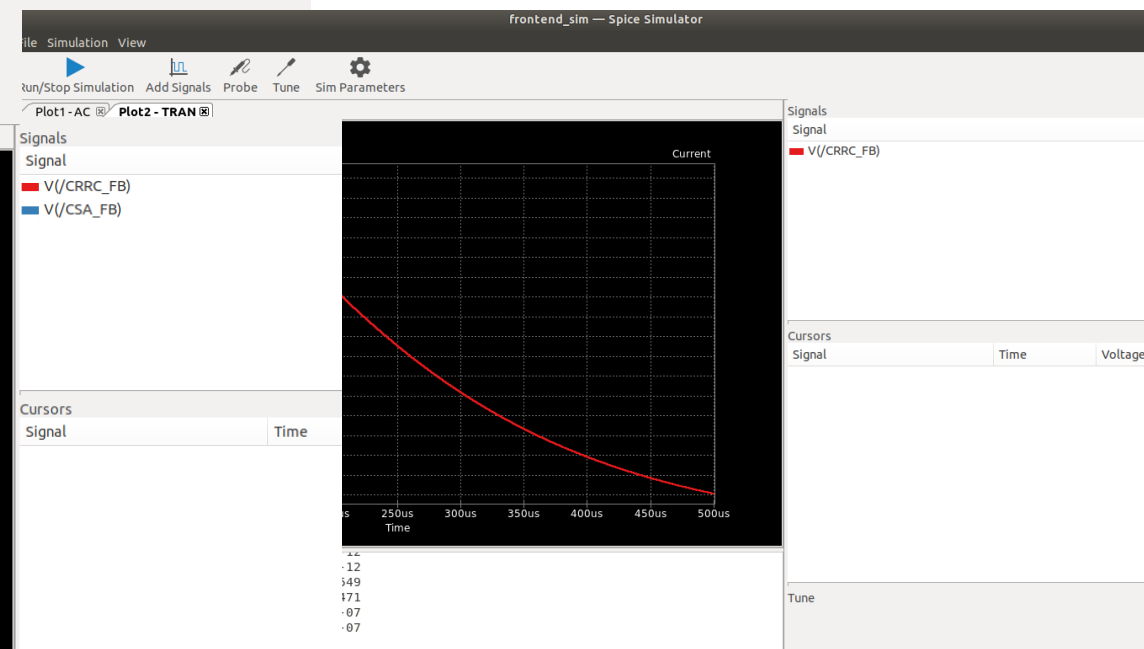 frontend_sim — Spice Simulator
File Simulation View
Run/Stop Simulation Add Signals Probe Tune Sim Parameters
Plot1 - AC Plot2 - TRAN
Signals
Signal
V(/CRRC_FB)
V(/CSA_FB)
Cursors
Signal Time
Current
250us 300us 350us 400us 450us 500us
Time
-12
-12
549
471
-07
-07
Signals
Signal
V(/CRRC_FB)
Cursors
Signal Time Voltage
Tune